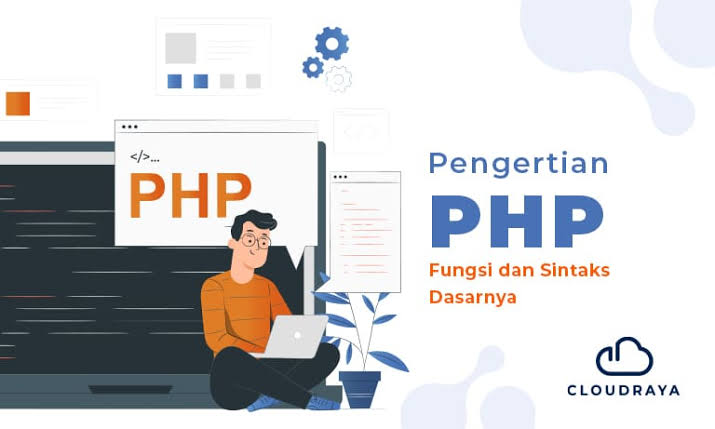 </>...
PHP
Pengertian
PHP
Fungsi dan Sintaks
Dasarnya
CLOUDRAYA